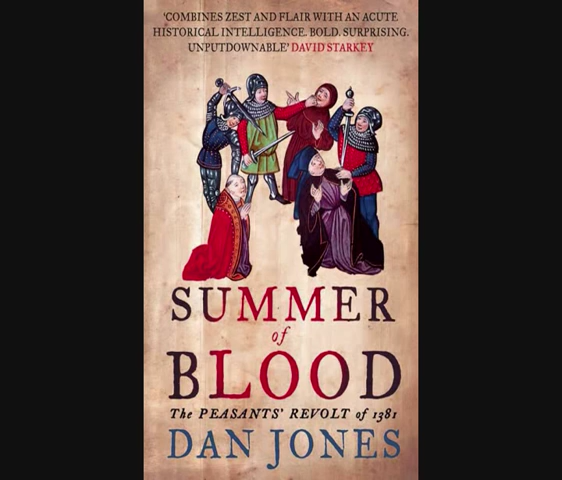 'COMBINES ZEST AND FLAIR WITH AN ACUTE
HISTORICAL INTELLIGENCE. BOLD. SURPRISING.
UNPUTDOWNABLE' DAVID STARKEY
SUMMER
of
BLOOD
The PEASANTS' REVOLT of 1381
DAN JONES